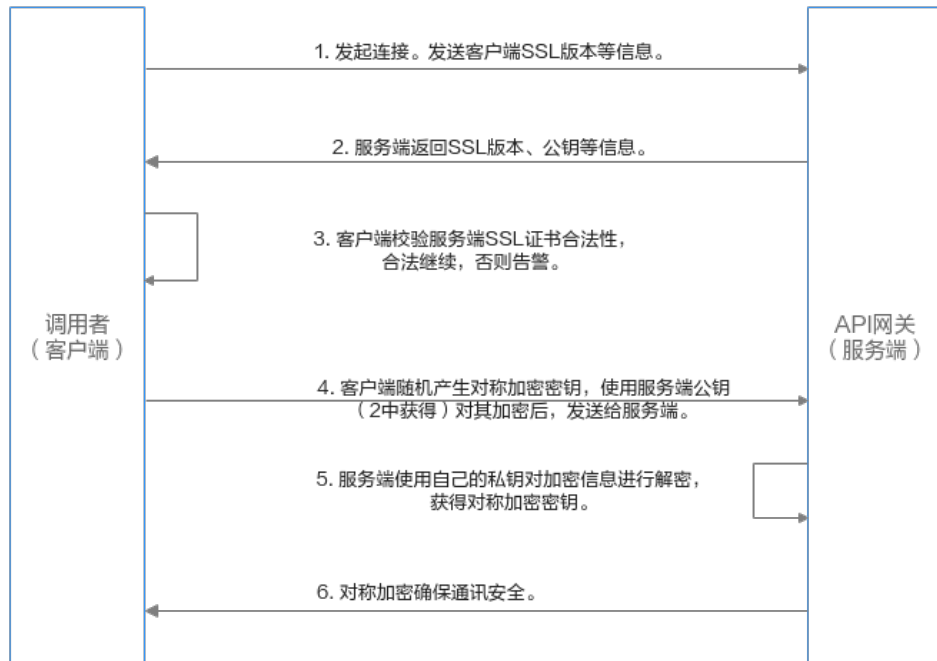 1. 发起连接。发送客户端SSL版本等信息。
2. 服务端返回SSL版本、公钥等信息。
3. 客户端校验服务端SSL证书合法性，
合法继续，否则告警。
调用者
（客户端）
API网关
（服务端）
4. 客户端随机产生对称加密密钥，使用服务端公钥
（2中获得）对其加密后，发送给服务端。
5. 服务端使用自己的私钥对加密信息进行解密，
获得对称加密密钥。
6. 对称加密确保通讯安全。